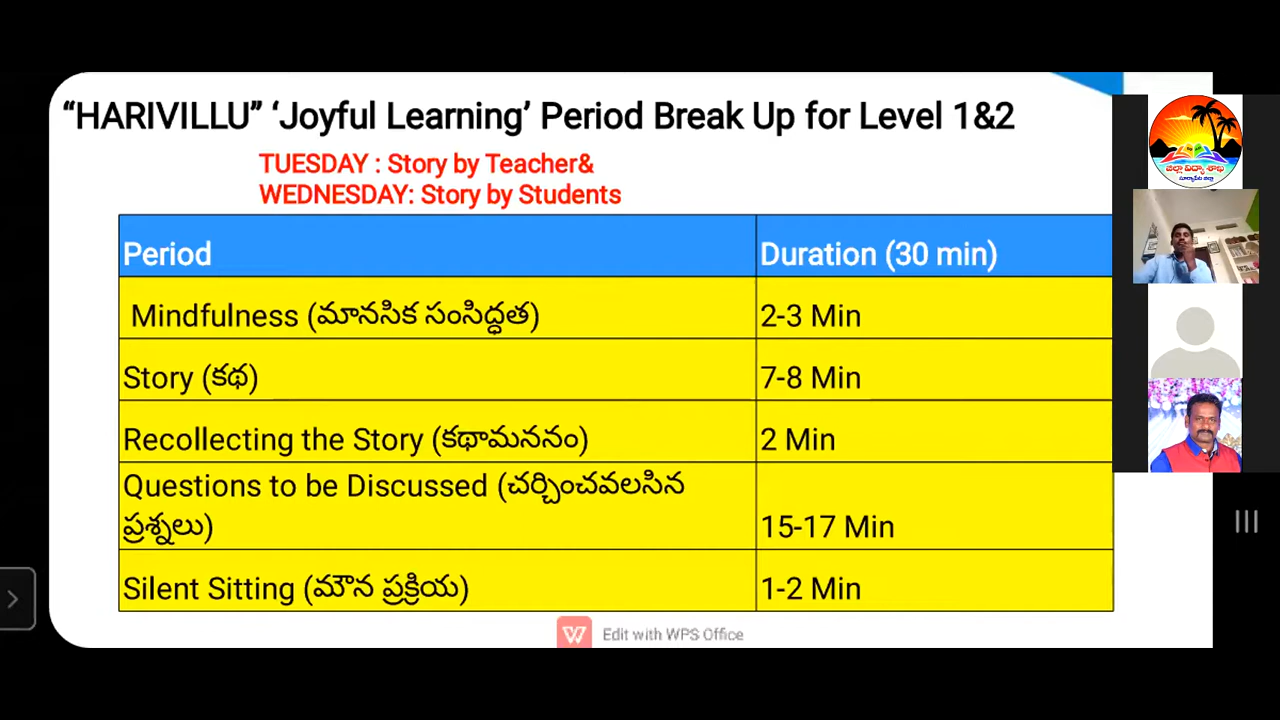 “HARIVILLU” ‘Joyful Learning’ Period Break Up for Level 1&2
TUESDAY : Story by Teacher&
WEDNESDAY: Story by Students
Period Duration (30 min)
Mindfulness (మానసిక సంసిద్ధత) 2-3 Min
Story (కథ) 7-8 Min
Recollecting the Story (కథామననం) 2 Min
Questions to be Discussed (చర్చించవలసిన
ప్రశ్నలు) 15-17 Min
Silent Sitting (మౌన ప్రక్రియ) 1-2 Min
Edit with WPS Office
జిల్లా విద్యా శాఖ
సూర్యాపేట జిల్లా